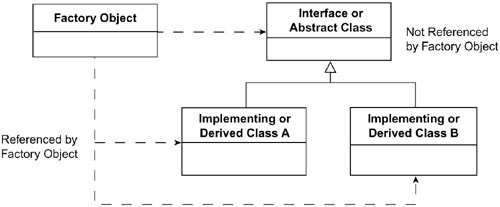 Factory Object
Interface or
Abstract Class
Not Referenced
by Factory Object
Referenced by
Factory Object
Implementing or
Derived Class A
Implementing or
Derived Class B